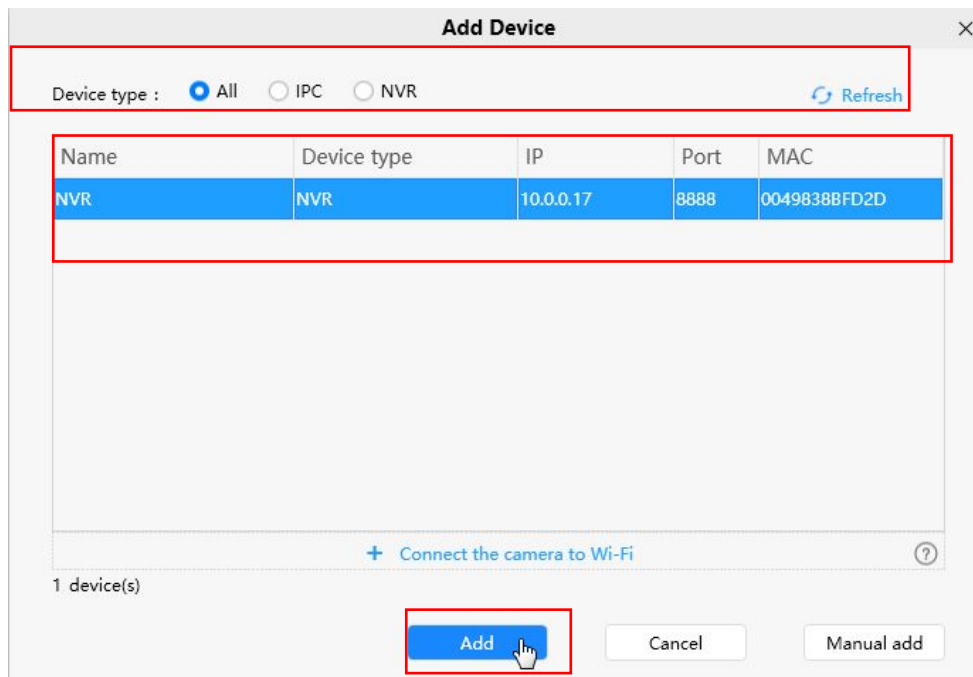 Add Device
Device type : All IPC NVR Refresh
Name Device type IP Port MAC
NVR NVR 10.0.0.17 8888 0049838BFD2D
+ Connect the camera to Wi-Fi ?
1 device(s)
Add Cancel Manual add